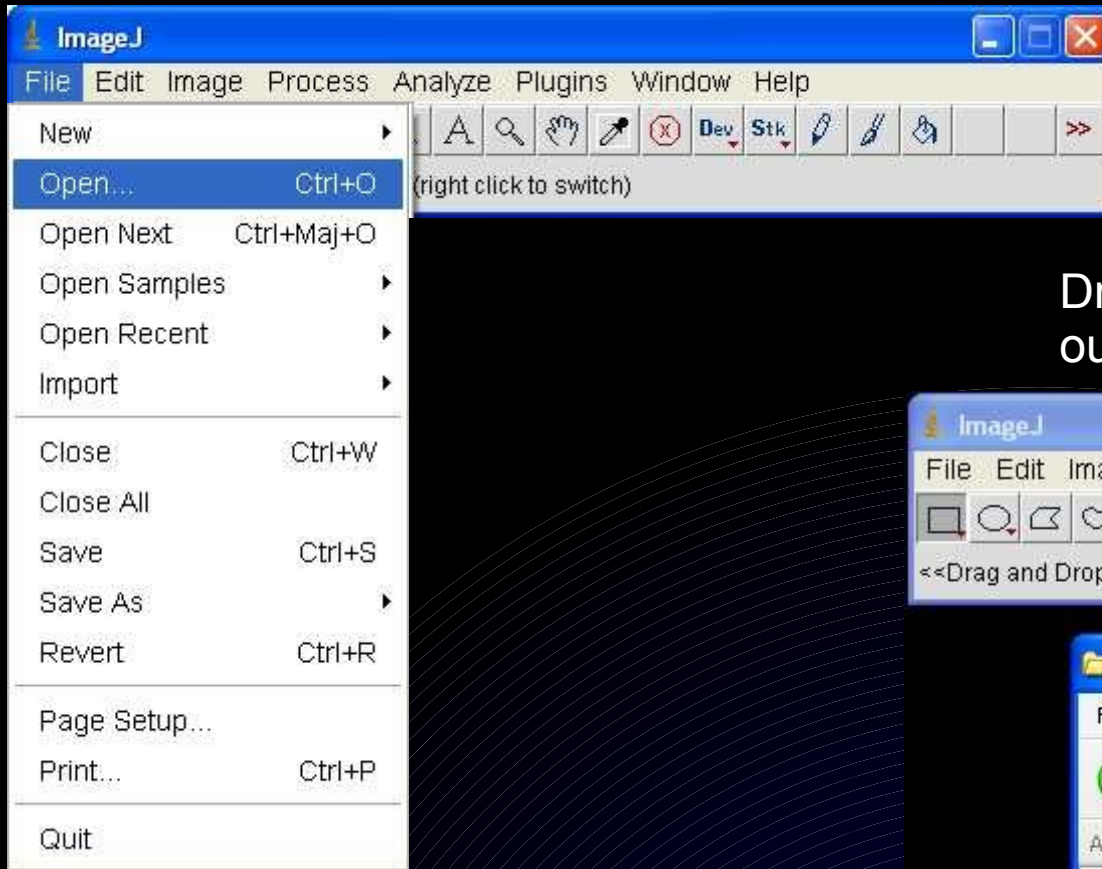 ImageJ
File Edit Image Process Analyze Plugins Window Help
A Dev Stk >>
(right click to switch)
New
Open... Ctrl+O
Open Next Ctrl+Maj+O
Open Samples
Open Recent
Import
Close Ctrl+W
Close All
Save Ctrl+S
Save As
Revert Ctrl+R
Page Setup...
Print... Ctrl+P
Quit
ImageJ
File Edit
<<Drag and Drop